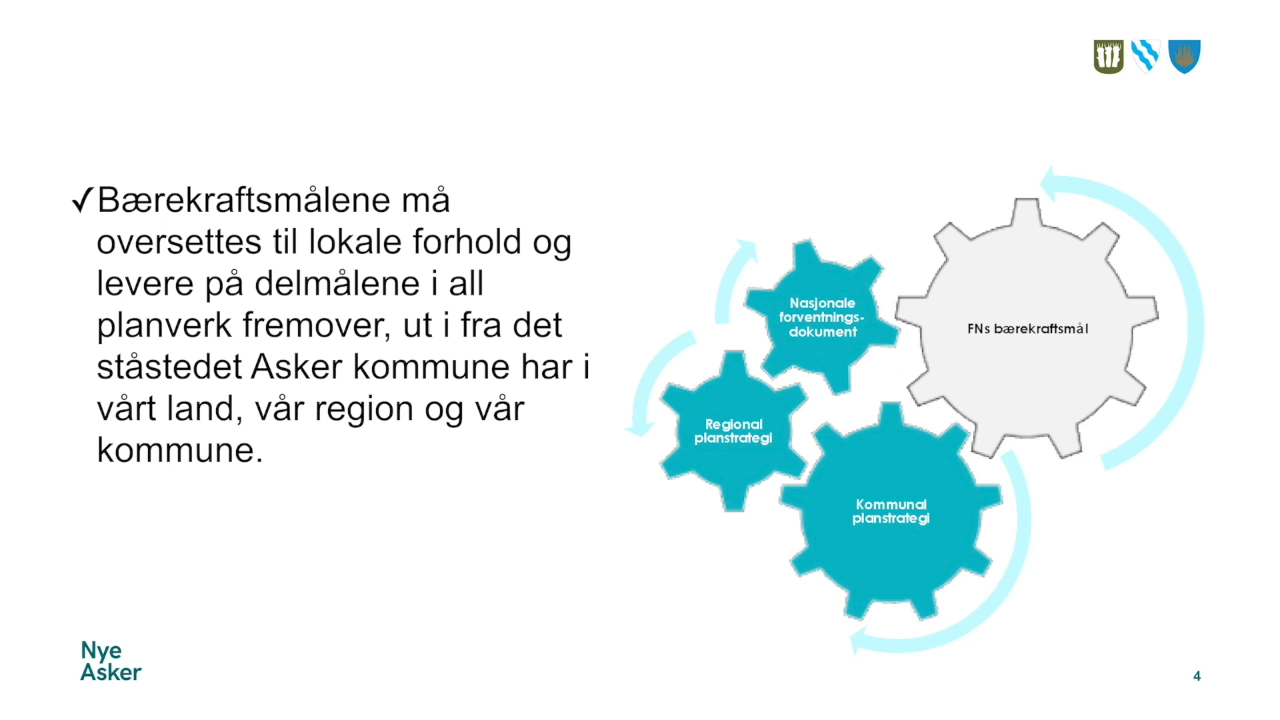 ✓Bærekraftsmålene må
oversettes til lokale forhold og
levere på delmålene i all
planverk fremover, ut i fra det
ståstedet Asker kommune har i
vårt land, vår region og vår
kommune.
Nasjonale
forventnings-
dokument
FNs bærekraftsmål
Regional
planstrategi
Kommunal
planstrategi
Nye
Asker
4